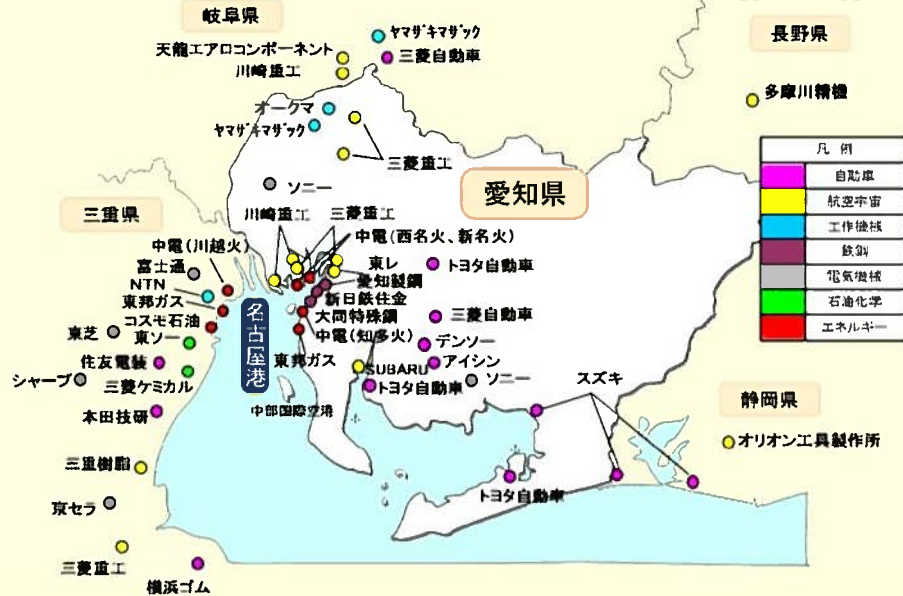 岐阜県
ヤマザキマザック
天龍エアロコンポーネント
三菱自動車
川崎重工
長野県
多摩川精機
オークマ
ヤマザキマザック
三菱重工
凡例
自動車
航空宇宙
工作機械
鉄鋼
電気機械
石油化学
エネルギー
ソニー
愛知県
三重県
川崎重工
三菱重工
中電(川越火)
中電(西名火、新名火)
富士通
東レ
トヨタ自動車
NTN
愛知製鋼
東邦ガス
新日鉄住金
コスモ石油
大同特殊鋼
三菱自動車
名古屋港
東芝
東ソー
中電(知多火)
デンソー
住友電装
東邦ガス
SUBARU
アイシン
シャープ
三菱ケミカル
トヨタ自動車
ソニー
スズキ
本田技研
中部国際空港
静岡県
オリオン工具製作所
三重樹脂
トヨタ自動車
京セラ
三菱重工
横浜ゴム